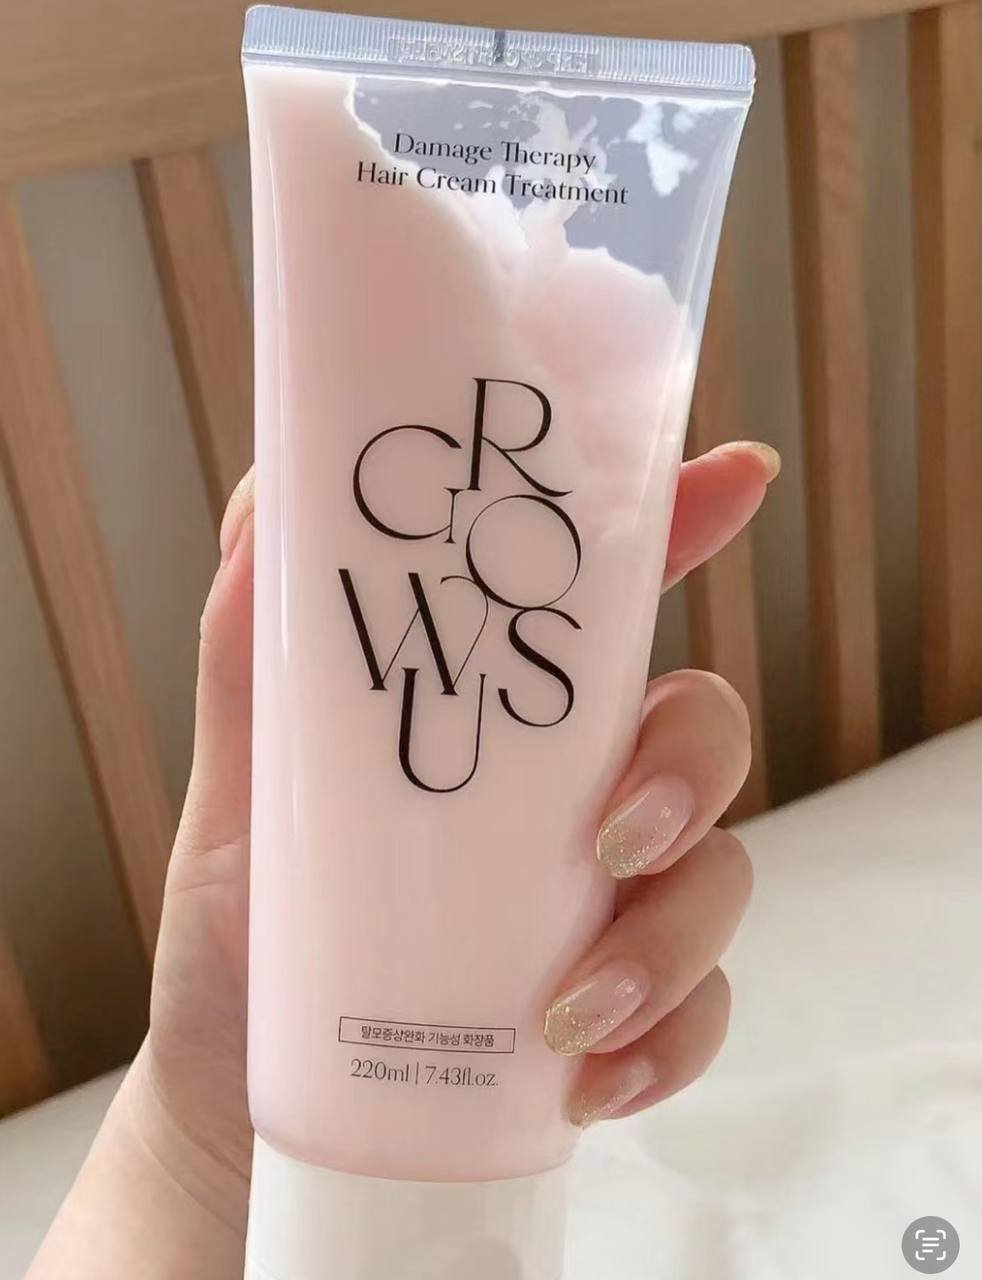 Damage Therapy
Hair Cream Treatment
GROWUS
탈모증상완화 기능성 화장품
220ml | 7.43fl.oz.